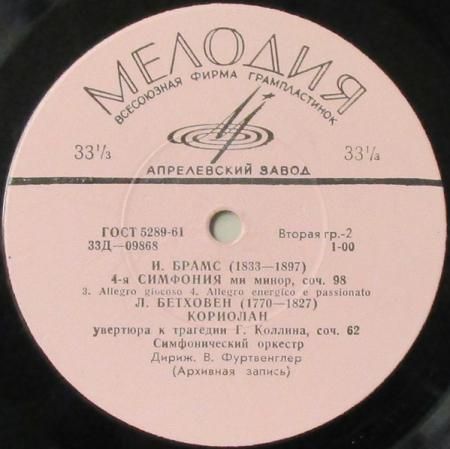 МЕЛОДИЯ
ВСЕСОЮЗНАЯ ФИРМА ГРАМПЛАСТИНОК
33⅓ 33⅓
АПРЕЛЕВСКИЙ ЗАВОД
ГОСТ 5289-61 Вторая гр.-2
33Д—09868 1-00
И. БРАМС (1833—1897)
4-я СИМФОНИЯ ми минор, соч. 98
3. Allegro giocoso 4. Allegro energico e passionato
Л. БЕТХОВЕН (1770—1827)
КОРИОЛАН
увертюра к трагедии Г. Коллина, соч. 62
Симфонический оркестр
Дириж. В. Фуртвенглер
(Архивная запись)